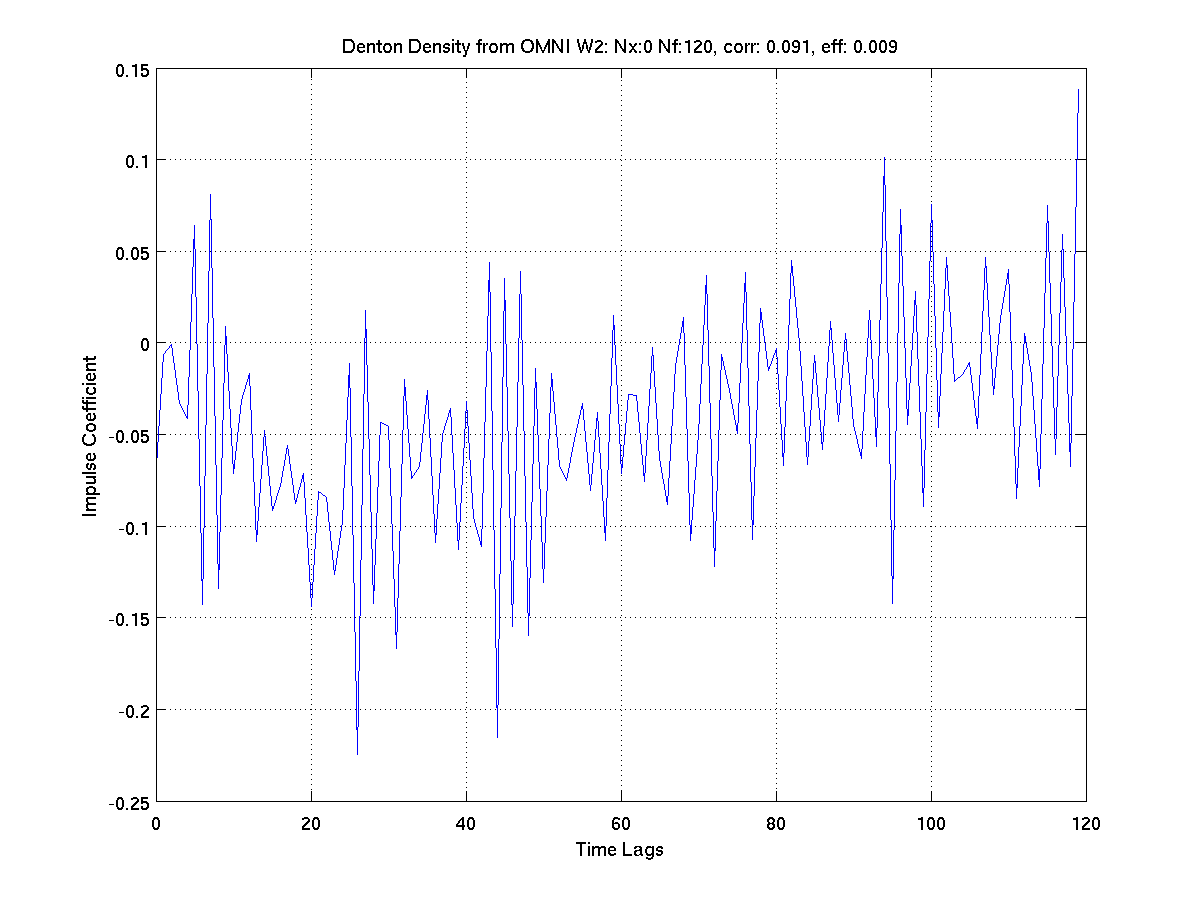 Denton Density from OMNI W2: Nx:0 Nf:120, corr: 0.091, eff: 0.009
0.15
0.1
0.05
0
-0.05
-0.1
-0.15
-0.2
-0.25
Impulse Coefficient
0 20 40 60 80 100 120
Time Lags